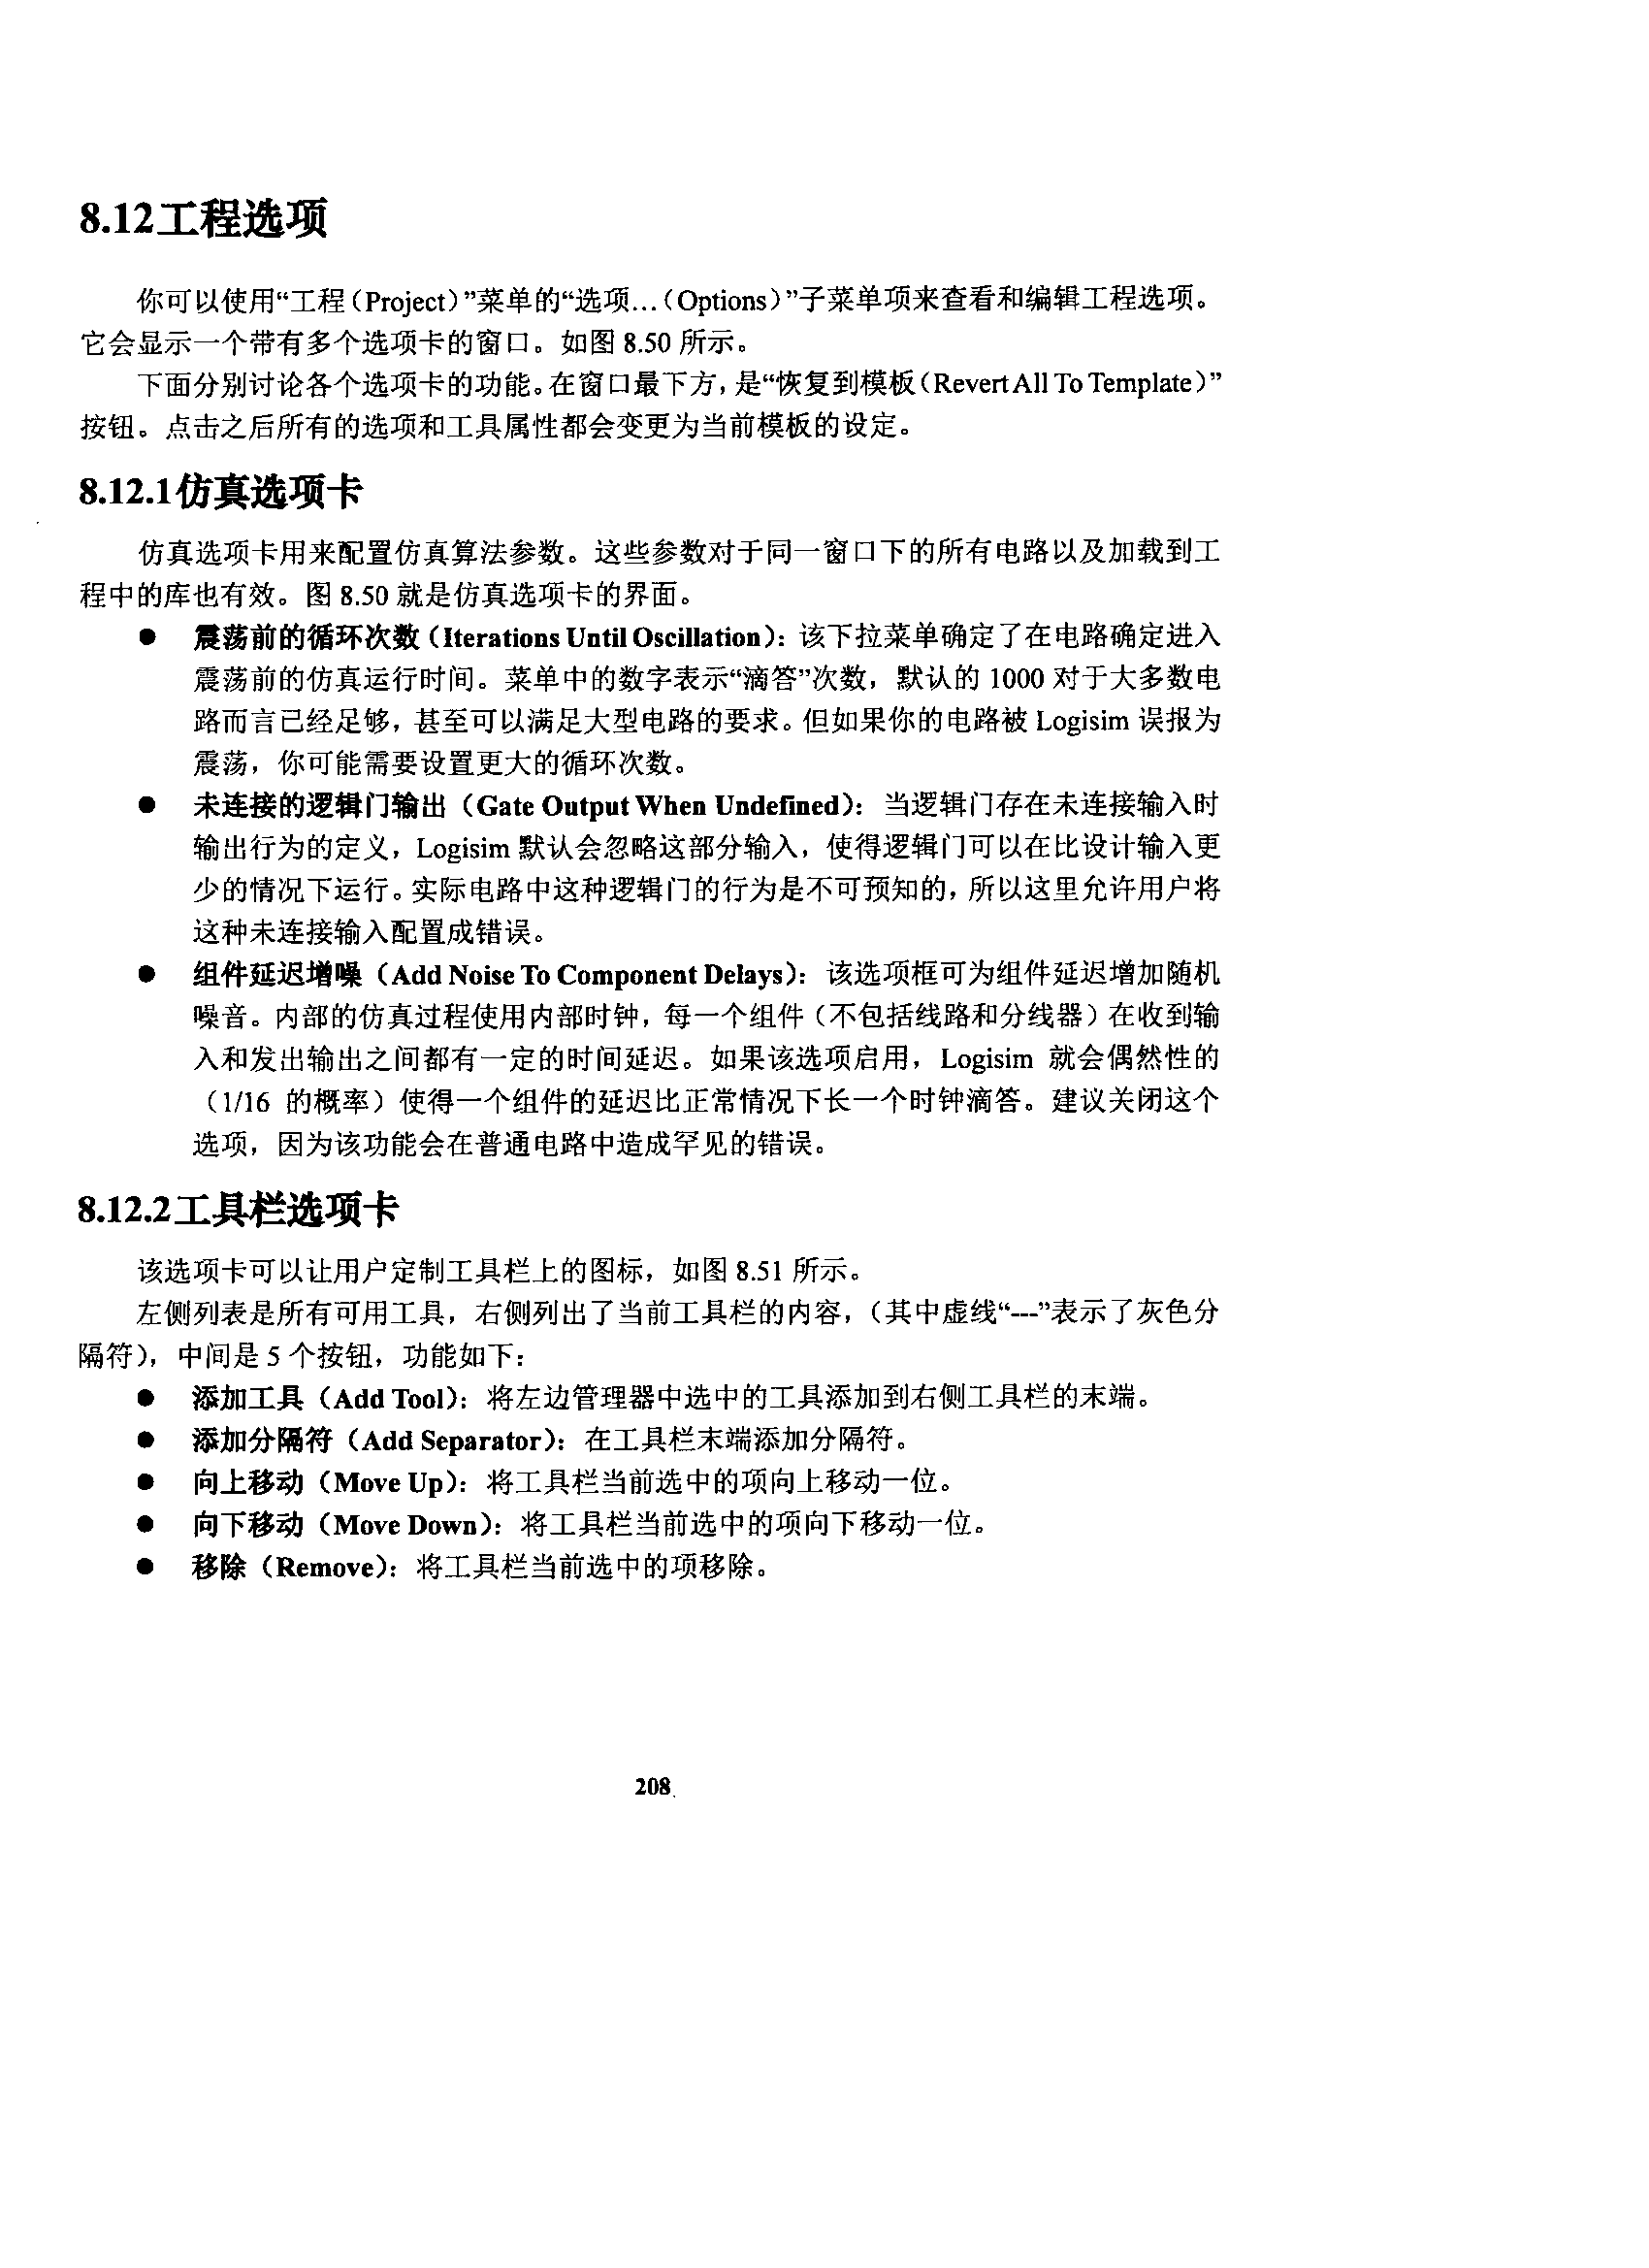 8.12工程选项
你可以使用“工程（Project）”菜单的“选项…（Options）”子菜单项来查看和编辑工程选项。
它会显示一个带有多个选项卡的窗口。如图 8.50 所示。
下面分别讨论各个选项卡的功能。在窗口最下方，是“恢复到模板（Revert All To Template）”
按钮。点击之后所有的选项和工具属性都会变更为当前模板的设定。
8.12.1仿真选项卡
仿真选项卡用来配置仿真算法参数。这些参数对于同一窗口下的所有电路以及加载到工
程中的库也有效。图 8.50 就是仿真选项卡的界面。
● 震荡前的循环次数（Iterations Until Oscillation）：该下拉菜单确定了在电路确定进入
震荡前的仿真运行时间。菜单中的数字表示“滴答”次数，默认的 1000 对于大多数电
路而言已经足够，甚至可以满足大型电路的要求。但如果你的电路被 Logisim 误报为
震荡，你可能需要设置更大的循环次数。
● 未连接的逻辑门输出（Gate Output When Undefined）：当逻辑门存在未连接输入时
输出行为的定义，Logisim 默认会忽略这部分输入，使得逻辑门可以在比设计输入更
少的情况下运行。实际电路中这种逻辑门的行为是不可预知的，所以这里允许用户将
这种未连接输入配置成错误。
● 组件延迟增噪（Add Noise To Component Delays）：该选项框可为组件延迟增加随机
噪音。内部的仿真过程使用内部时钟，每一个组件（不包括线路和分线器）在收到输
入和发出输出之间都有一定的时间延迟。如果该选项启用，Logisim 就会偶然性的
（1/16 的概率）使得一个组件的延迟比正常情况下长一个时钟滴答。建议关闭这个
选项，因为该功能会在普通电路中造成罕见的错误。
8.12.2工具栏选项卡
该选项卡可以让用户定制工具栏上的图标，如图 8.51 所示。
左侧列表是所有可用工具，右侧列出了当前工具栏的内容，（其中虚线“---”表示了灰色分
隔符），中间是 5 个按钮，功能如下：
● 添加工具（Add Tool）：将左边管理器中选中的工具添加到右侧工具栏的末端。
● 添加分隔符（Add Separator）：在工具栏末端添加分隔符。
● 向上移动（Move Up）：将工具栏当前选中的项向上移动一位。
● 向下移动（Move Down）：将工具栏当前选中的项向下移动一位。
● 移除（Remove）：将工具栏当前选中的项移除。
208